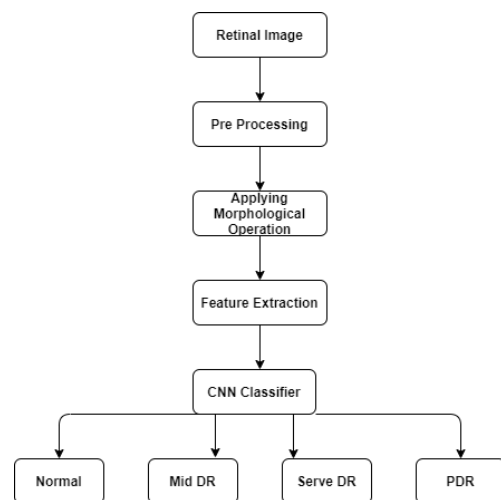 Retinal Image
Pre Processing
Applying
Morphological
Operation
Feature Extraction
CNN Classifier
Normal
Mid DR
Serve DR
PDR